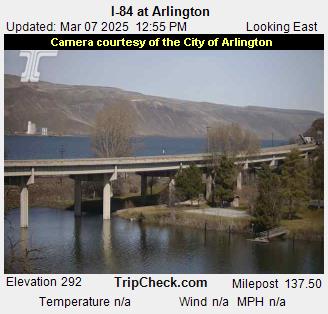 I-84 at Arlington
Updated: Mar 07 2025 12:55 PM Looking East
Camera courtesy of the City of Arlington
Elevation 292 TripCheck.com Milepost 137.50
Temperature n/a Wind n/a MPH n/a